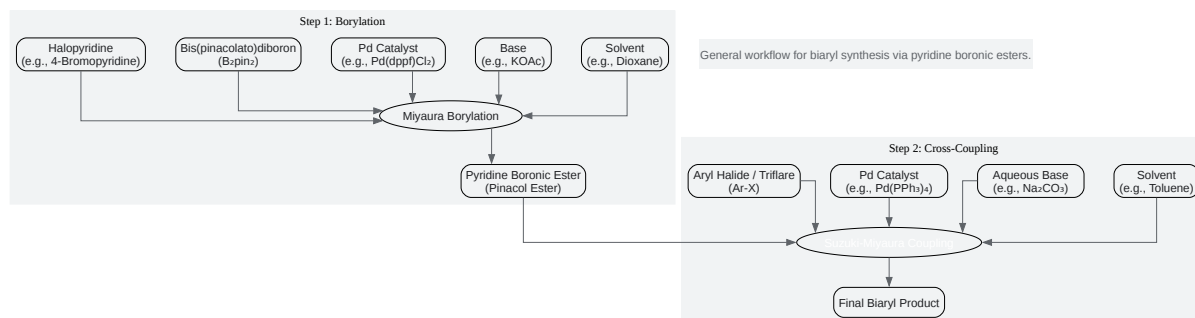 Step 1: Borylation
Halopyridine
(e.g., 4-Bromopyridine)
Bis(pinacolato)diboron
(B₂pin₂)
Pd Catalyst
(e.g., Pd(dppf)Cl₂)
Base
(e.g., KOAc)
Solvent
(e.g., Dioxane)
General workflow for biaryl synthesis via pyridine boronic esters.
Miyaura Borylation
Pyridine Boronic Ester
(Pinacol Ester)
Step 2: Cross-Coupling
Aryl Halide / Triflare
(Ar-X)
Pd Catalyst
(e.g., Pd(PPh₃)₄)
Aqueous Base
(e.g., Na₂CO₃)
Solvent
(e.g., Toluene)
Suzuki-Miyaura Coupling
Final Biaryl Product